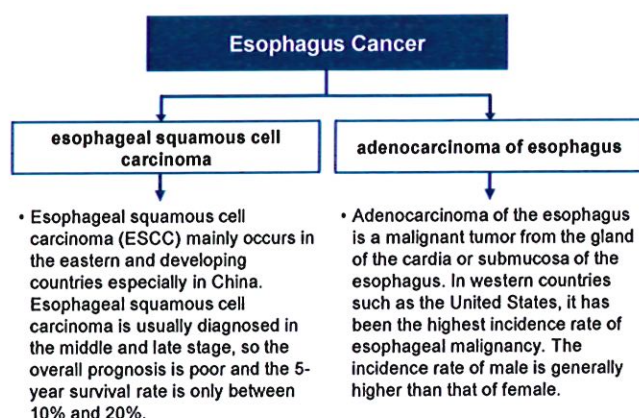 Esophagus Cancer
esophageal squamous cell
carcinoma
adenocarcinoma of esophagus
• Esophageal squamous cell
carcinoma (ESCC) mainly occurs in
the eastern and developing
countries especially in China.
Esophageal squamous cell
carcinoma is usually diagnosed in
the middle and late stage, so the
overall prognosis is poor and the 5-
year survival rate is only between
10% and 20%.
• Adenocarcinoma of the esophagus
is a malignant tumor from the gland
of the cardia or submucosa of the
esophagus. In western countries
such as the United States, it has
been the highest incidence rate of
esophageal malignancy. The
incidence rate of male is generally
higher than that of female.